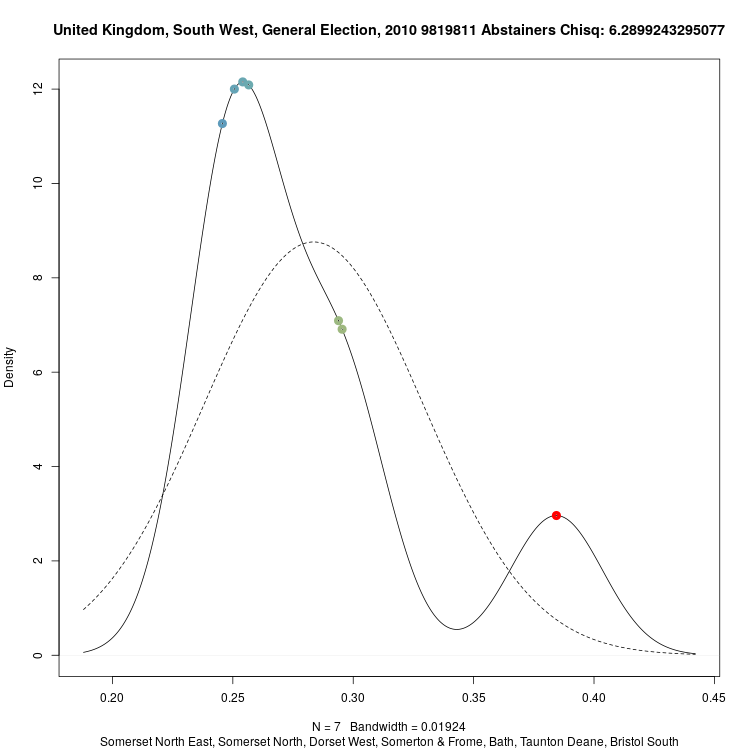 United Kingdom, South West, General Election, 2010 9819811 Abstainers Chisq: 6.2899243295077
12
10
8
6
4
2
0
Density
0.20 0.25 0.30 0.35 0.40 0.45
N = 7 Bandwidth = 0.01924
Somerset North East, Somerset North, Dorset West, Somerton & Frome, Bath, Taunton Deane, Bristol South